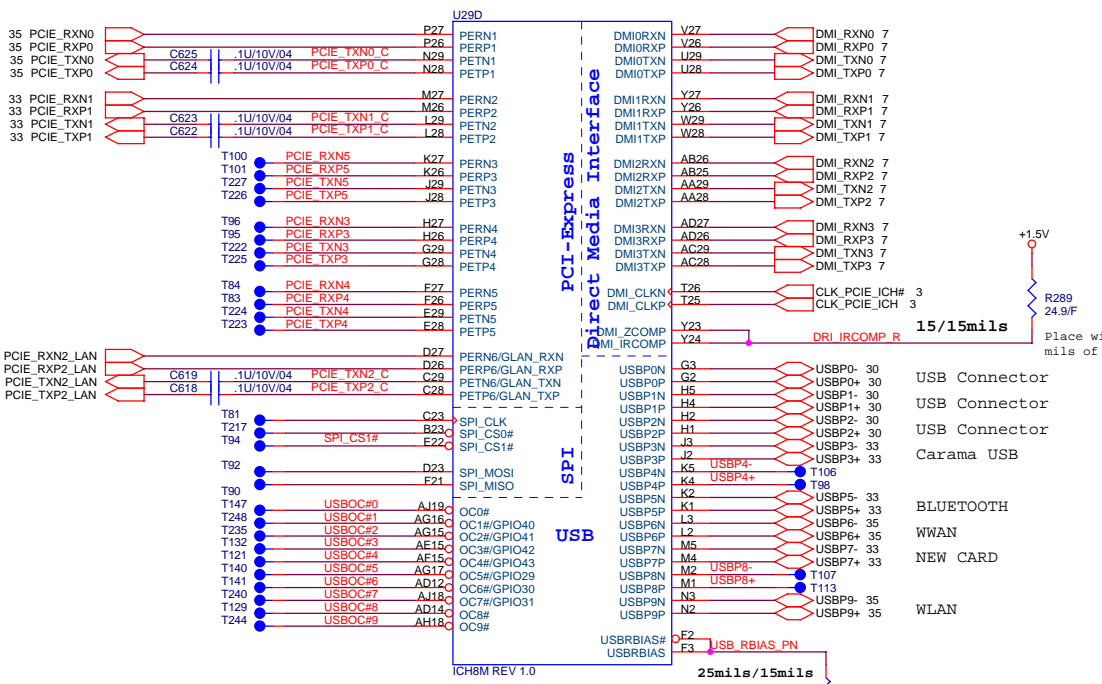 U29D
35 PCIE_RXN0 P27 PERN1 DMI0RXN V27 DMI_RXN0 7
35 PCIE_RXP0 P26 PERP1 DMI0RXP V26 DMI_RXP0 7
35 PCIE_TXN0 C625 .1U/10V/04 PCIE_TXN0_C N29 PETN1 DMI0TXN U29 DMI_TXN0 7
35 PCIE_TXP0 C624 .1U/10V/04 PCIE_TXP0_C N28 PETP1 DMI0TXP U28 DMI_TXP0 7
33 PCIE_RXN1 M27 PERN2 DMI1RXN Y27 DMI_RXN1 7
33 PCIE_RXP1 M26 PERP2 DMI1RXP Y26 DMI_RXP1 7
33 PCIE_TXN1 C623 .1U/10V/04 PCIE_TXN1_C L29 PETN2 DMI1TXN W29 DMI_TXN1 7
33 PCIE_TXP1 C622 .1U/10V/04 PCIE_TXP1_C L28 PETP2 DMI1TXP W28 DMI_TXP1 7
T100 PCIE_RXN5 K27 PERN3 DMI2RXN AB26 DMI_RXN2 7
T101 PCIE_RXP5 K26 PERP3 DMI2RXP AB25 DMI_RXP2 7
T227 PCIE_TXN5 J29 PETN3 DMI2TXN AA29 DMI_TXN2 7
T226 PCIE_TXP5 J28 PETP3 DMI2TXP AA28 DMI_TXP2 7
T96 PCIE_RXN3 H27 PERN4 DMI3RXN AD27 DMI_RXN3 7
T95 PCIE_RXP3 H26 PERP4 DMI3RXP AD26 DMI_RXP3 7
T222 PCIE_TXN3 G29 PETN4 DMI3TXN AC29 DMI_TXN3 7
T225 PCIE_TXP3 G28 PETP4 DMI3TXP AC28 DMI_TXP3 7
PCI-Express
Direct Media Interface
+1.5V
T84 PCIE_RXN4 F27 PERN5 DMI_CLKN T26 CLK_PCIE_ICH# 3
T83 PCIE_RXP4 F26 PERP5 DMI_CLKP T25 CLK_PCIE_ICH 3
R289
24.9/F
T224 PCIE_TXN4 E29 PETN5
T223 PCIE_TXP4 E28 PETP5 DMI_ZCOMP Y23
DMI_IRCOMP Y24 DRI_IRCOMP_R
15/15mils
Place wi
mils of
PCIE_RXN2_LAN D27 PERN6/GLAN_RXN USBP0N G3 USBP0- 30
PCIE_RXP2_LAN D26 PERP6/GLAN_RXP USBP0P G2 USBP0+ 30 USB Connector
PCIE_TXN2_LAN C619 .1U/10V/04 PCIE_TXN2_C C29 PETN6/GLAN_TXN USBP1N H5 USBP1- 30
PCIE_TXP2_LAN C618 .1U/10V/04 PCIE_TXP2_C C28 PETP6/GLAN_TXP USBP1P H4 USBP1+ 30 USB Connector
T81 C23 SPI_CLK USBP2N H2 USBP2- 30
T217 B23 SPI_CS0# USBP2P H1 USBP2+ 30 USB Connector
T94 SPI_CS1# E22 SPI_CS1# USBP3N J3 USBP3- 33
USBP3P J2 USBP3+ 33 Carama USB
SPI
T92 D23 SPI_MOSI USBP4N K5 USBP4- T106
T90 F21 SPI_MISO USBP4P K4 USBP4+ T98
USBP5N K2 USBP5- 33
T147 USBOC#0 AJ19 OC0# USBP5P K1 USBP5+ 33 BLUETOOTH
T248 USBOC#1 AG16 OC1#/GPIO40 USBP6N L3 USBP6- 35
T235 USBOC#2 AG15 OC2#/GPIO41 USB USBP6P L2 USBP6+ 35 WWAN
T132 USBOC#3 AE15 OC3#/GPIO42 USBP7N M5 USBP7- 33
T121 USBOC#4 AF15 OC4#/GPIO43 USBP7P M4 USBP7+ 33 NEW CARD
T140 USBOC#5 AG17 OC5#/GPIO29 USBP8N M2 USBP8- T107
T141 USBOC#6 AD12 OC6#/GPIO30 USBP8P M1 USBP8+ T113
T240 USBOC#7 AJ18 OC7#/GPIO31 USBP9N N3 USBP9- 35
T129 USBOC#8 AD14 OC8# USBP9P N2 USBP9+ 35 WLAN
T244 USBOC#9 AH18 OC9#
USBRBIAS# F2
USBRBIAS F3 USB_RBIAS_PN
ICH8M REV 1.0
25mils/15mils